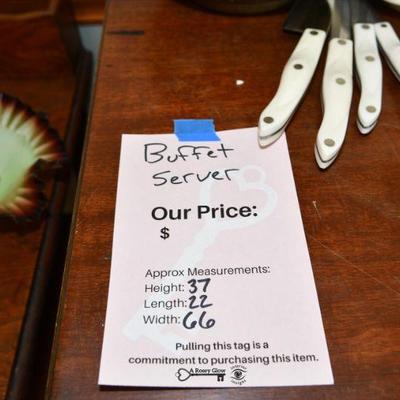 Buffet
Server
Our Price:
$
Approx Measurements:
Height: 37
Length: 22
Width: 66
Pulling this tag is a
commitment to purchasing this item.
A Rosey Glow